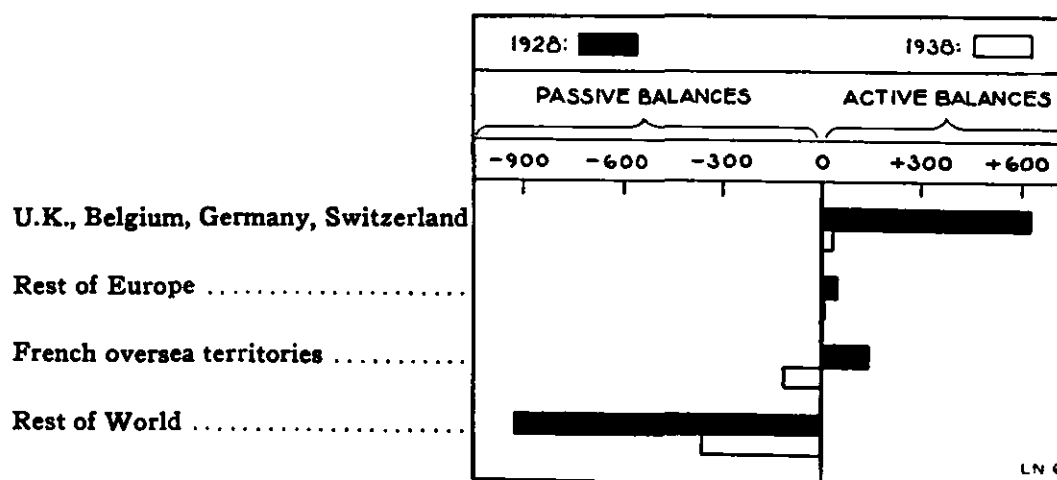 1928: 1938:
PASSIVE BALANCES ACTIVE BALANCES
-900 -600 -300 0 +300 +600
U.K., Belgium, Germany, Switzerland
Rest of Europe ......................
French oversea territories ...........
Rest of World .......................
LN